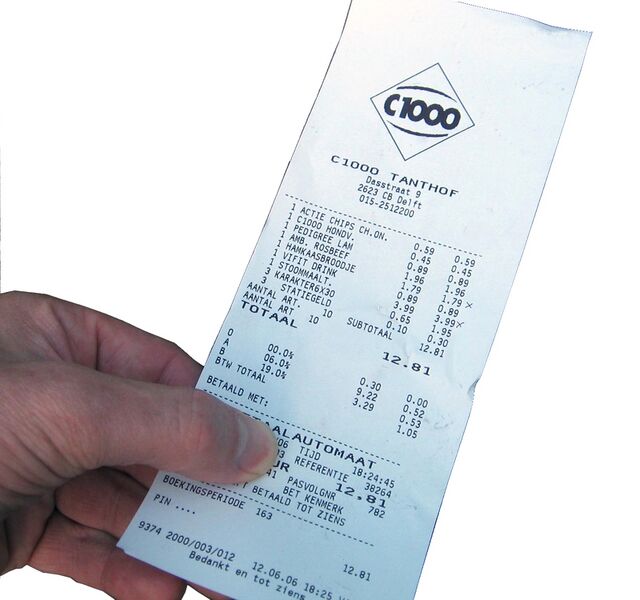 C1000
C1000 TANTHOF
Dasstraat 9
2623 CB Delft
015-2512200
1 ACTIE CHIPS CH.ON. 0.59 0.59
1 C1000 HONDV. 0.45 0.45
1 PEDIGREE LAM 0.89 0.89
1 AMB. ROSBEEF 1.96 1.96
1 HAMKAASBROODJE 1.79 1.79 ×
1 VIFIT DRINK 0.89 0.89
1 STOOMMAALT. 3.99 3.99×
3 KARAKTER6X30 0.65 1.95
3 STATIEGELD 0.10 0.30
AANTAL ART. 10 SUBTOTAAL 12.81
AANTAL ART 10
TOTAAL 12.81
0 00.0% 0.30 0.00
A 06.0% 9.22 0.52
B 19.0% 3.29 0.53
BTW TOTAAL 1.05
BETAALD MET:
AALAUTOMAAT
06 TIJD 18:24:45
REFERENTIE 38264
UR 12.81
41 PASVOLGNR 782
BET KENMERK
BETAALD TOT ZIENS
BOEKINGSPERIODE 163
PIN .... 12.81
9374 2000/003/012 12.06.06 18:25
Bedankt en tot ziens